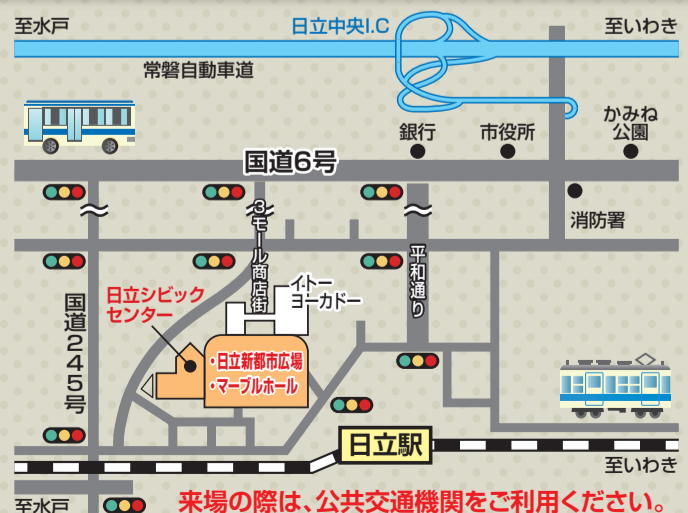 至水戸
日立中央I.C
至いわき
常磐自動車道
かみね
公園
銀行
市役所
国道6号
消防署
3モール商店街
平和通り
イトー
ヨーカドー
日立シビック
センター
国道245号
・日立新都市広場
・マーブルホール
日立駅
至いわき
至水戸
来場の際は、公共交通機関をご利用ください。